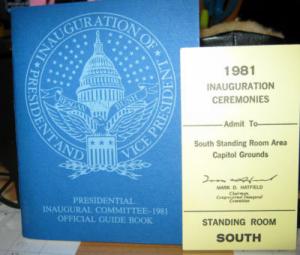 INAUGURATION OF
PRESIDENT AND VICE PRESIDENT
PRESIDENTIAL
INAUGURAL COMMITTEE–1981
OFFICIAL GUIDE BOOK
1981
INAUGURATION
CEREMONIES
Admit To
South Standing Room Area
Capitol Grounds
MARK O. HATFIELD
Chairman,
Congressional Inaugural
Committee
STANDING ROOM
SOUTH